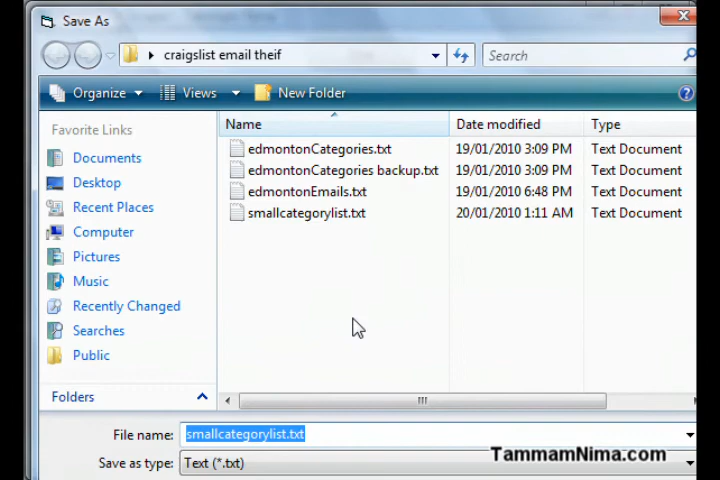 Save As
craigslist email theif
Search
Organize Views New Folder
Favorite Links
Documents
Desktop
Recent Places
Computer
Pictures
Music
Recently Changed
Searches
Public
Folders
Name Date modified Type
edmontonCategories.txt 19/01/2010 3:09 PM Text Document
edmontonCategories backup.txt 19/01/2010 3:09 PM Text Document
edmontonEmails.txt 19/01/2010 6:48 PM Text Document
smallcategorylist.txt 20/01/2010 1:11 AM Text Document
File name: smallcategorylist.txt
Save as type: Text (*.txt)
TammamNima.com